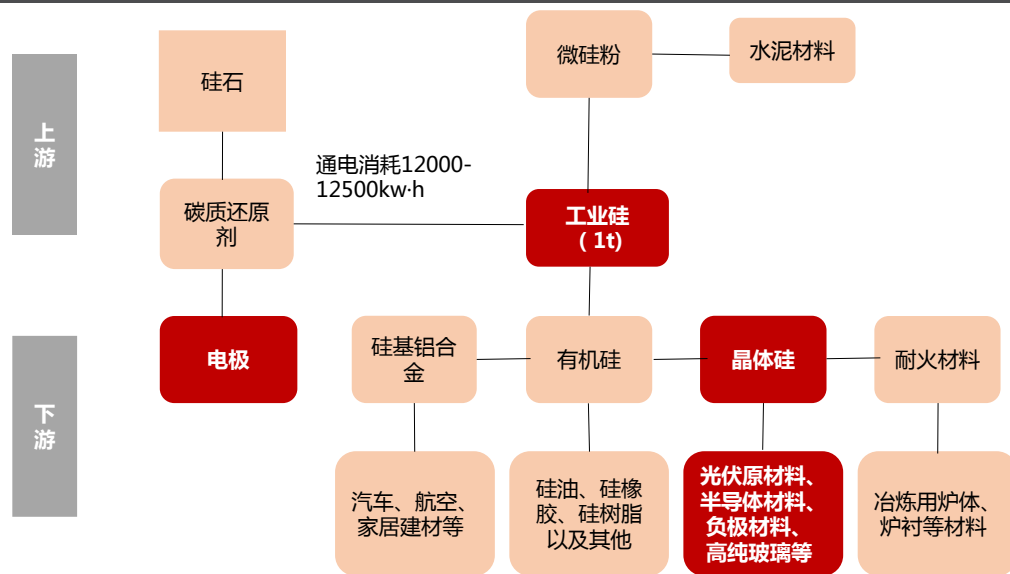 上
游
硅石
微硅粉
水泥材料
通电消耗12000-
12500kw·h
碳质还原
剂
工业硅
( 1t)
下
游
电极
硅基铝合
金
有机硅
晶体硅
耐火材料
汽车、航空、
家居建材等
硅油、硅橡
胶、硅树脂
以及其他
光伏原材料、
半导体材料、
负极材料、
高纯玻璃等
冶炼用炉体、
炉衬等材料